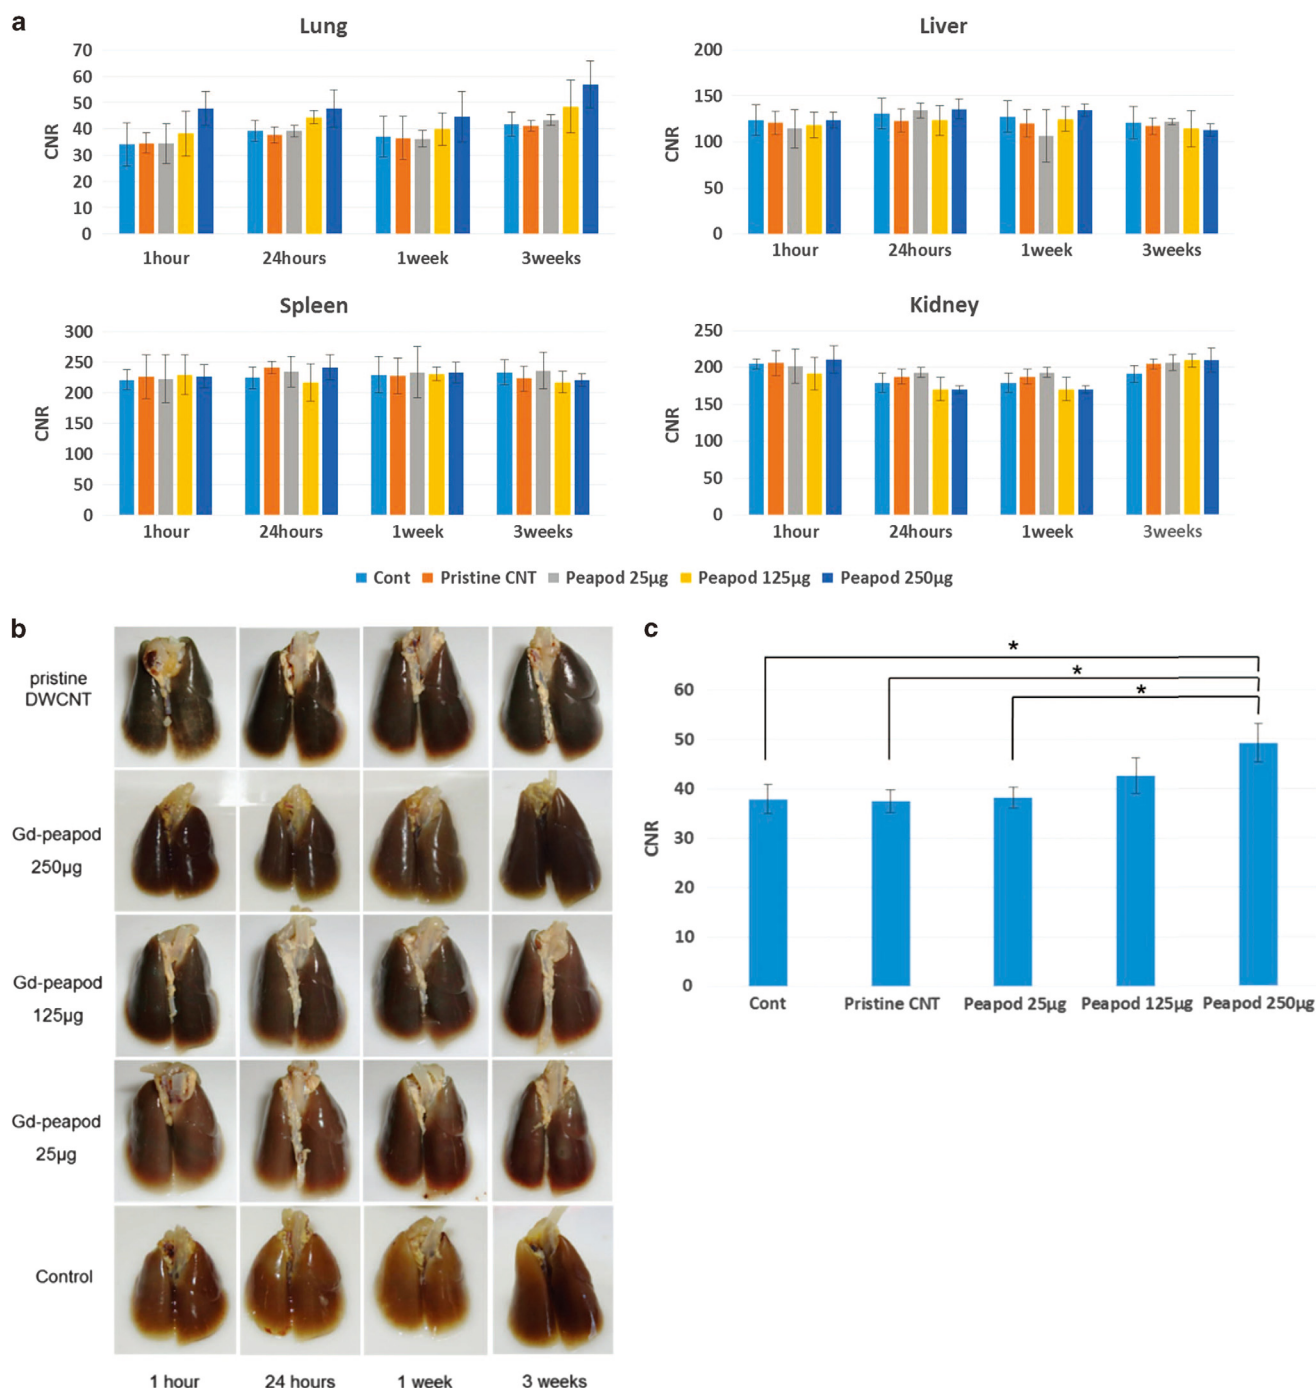 a
Lung
CNR
70
60
50
40
30
20
10
0
1hour 24hours 1week 3weeks
Liver
CNR
200
150
100
50
0
1hour 24hours 1week 3weeks
Spleen
CNR
300
250
200
150
100
50
0
1hour 24hours 1week 3weeks
Kidney
CNR
250
200
150
100
50
0
1hour 24hours 1week 3weeks
Cont Pristine CNT Peapod 25µg Peapod 125µg Peapod 250µg
b
pristine
DWCNT
Gd-peapod
250µg
Gd-peapod
125µg
Gd-peapod
25µg
Control
1 hour 24 hours 1 week 3 weeks
c
*
*
*
CNR
60
50
40
30
20
10
0
Cont Pristine CNT Peapod 25µg Peapod 125µg Peapod 250µg